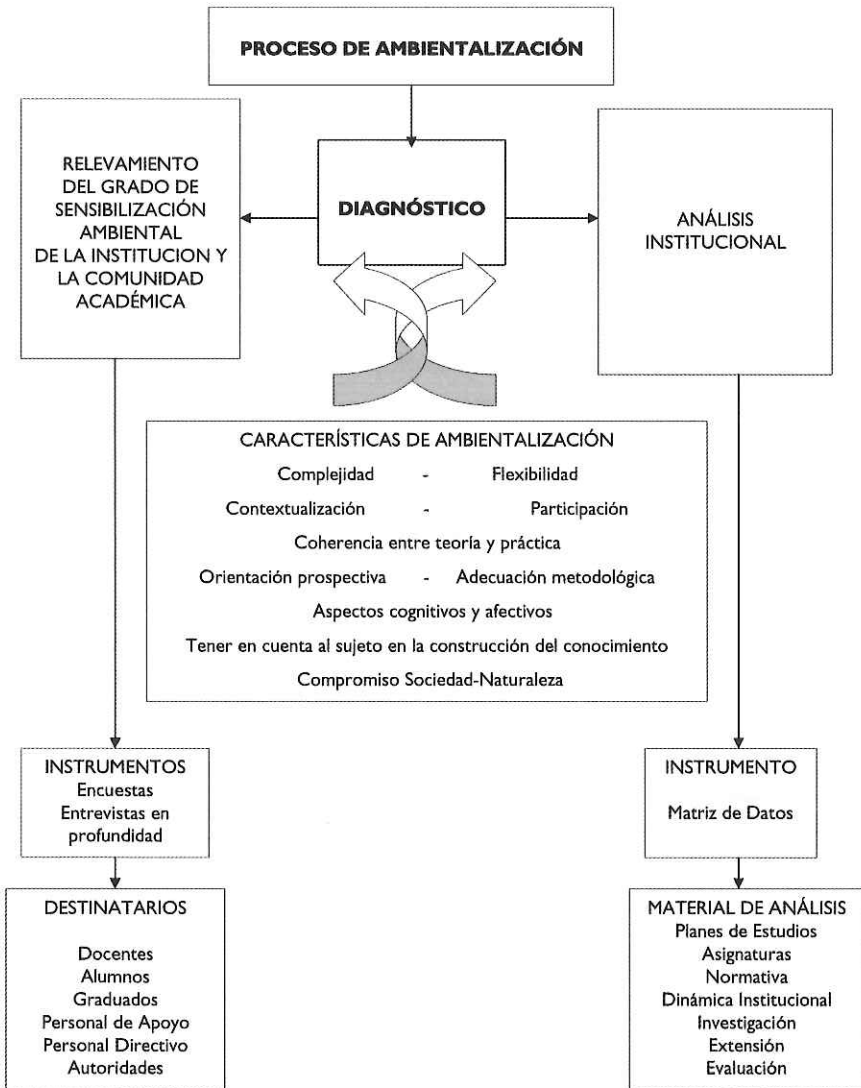 PROCESO DE AMBIENTALIZACIÓN
RELEVAMIENTO
DEL GRADO DE
SENSIBILIZACIÓN
AMBIENTAL
DE LA INSTITUCION Y
LA COMUNIDAD
ACADÉMICA
DIAGNÓSTICO
ANÁLISIS
INSTITUCIONAL
CARACTERÍSTICAS DE AMBIENTALIZACIÓN
Complejidad - Flexibilidad
Contextualización - Participación
Coherencia entre teoría y práctica
Orientación prospectiva - Adecuación metodológica
Aspectos cognitivos y afectivos
Tener en cuenta al sujeto en la construcción del conocimiento
Compromiso Sociedad-Naturaleza
INSTRUMENTOS
Encuestas
Entrevistas en
profundidad
INSTRUMENTO
Matriz de Datos
DESTINATARIOS
Docentes
Alumnos
Graduados
Personal de Apoyo
Personal Directivo
Autoridades
MATERIAL DE ANÁLISIS
Planes de Estudios
Asignaturas
Normativa
Dinámica Institucional
Investigación
Extensión
Evaluación